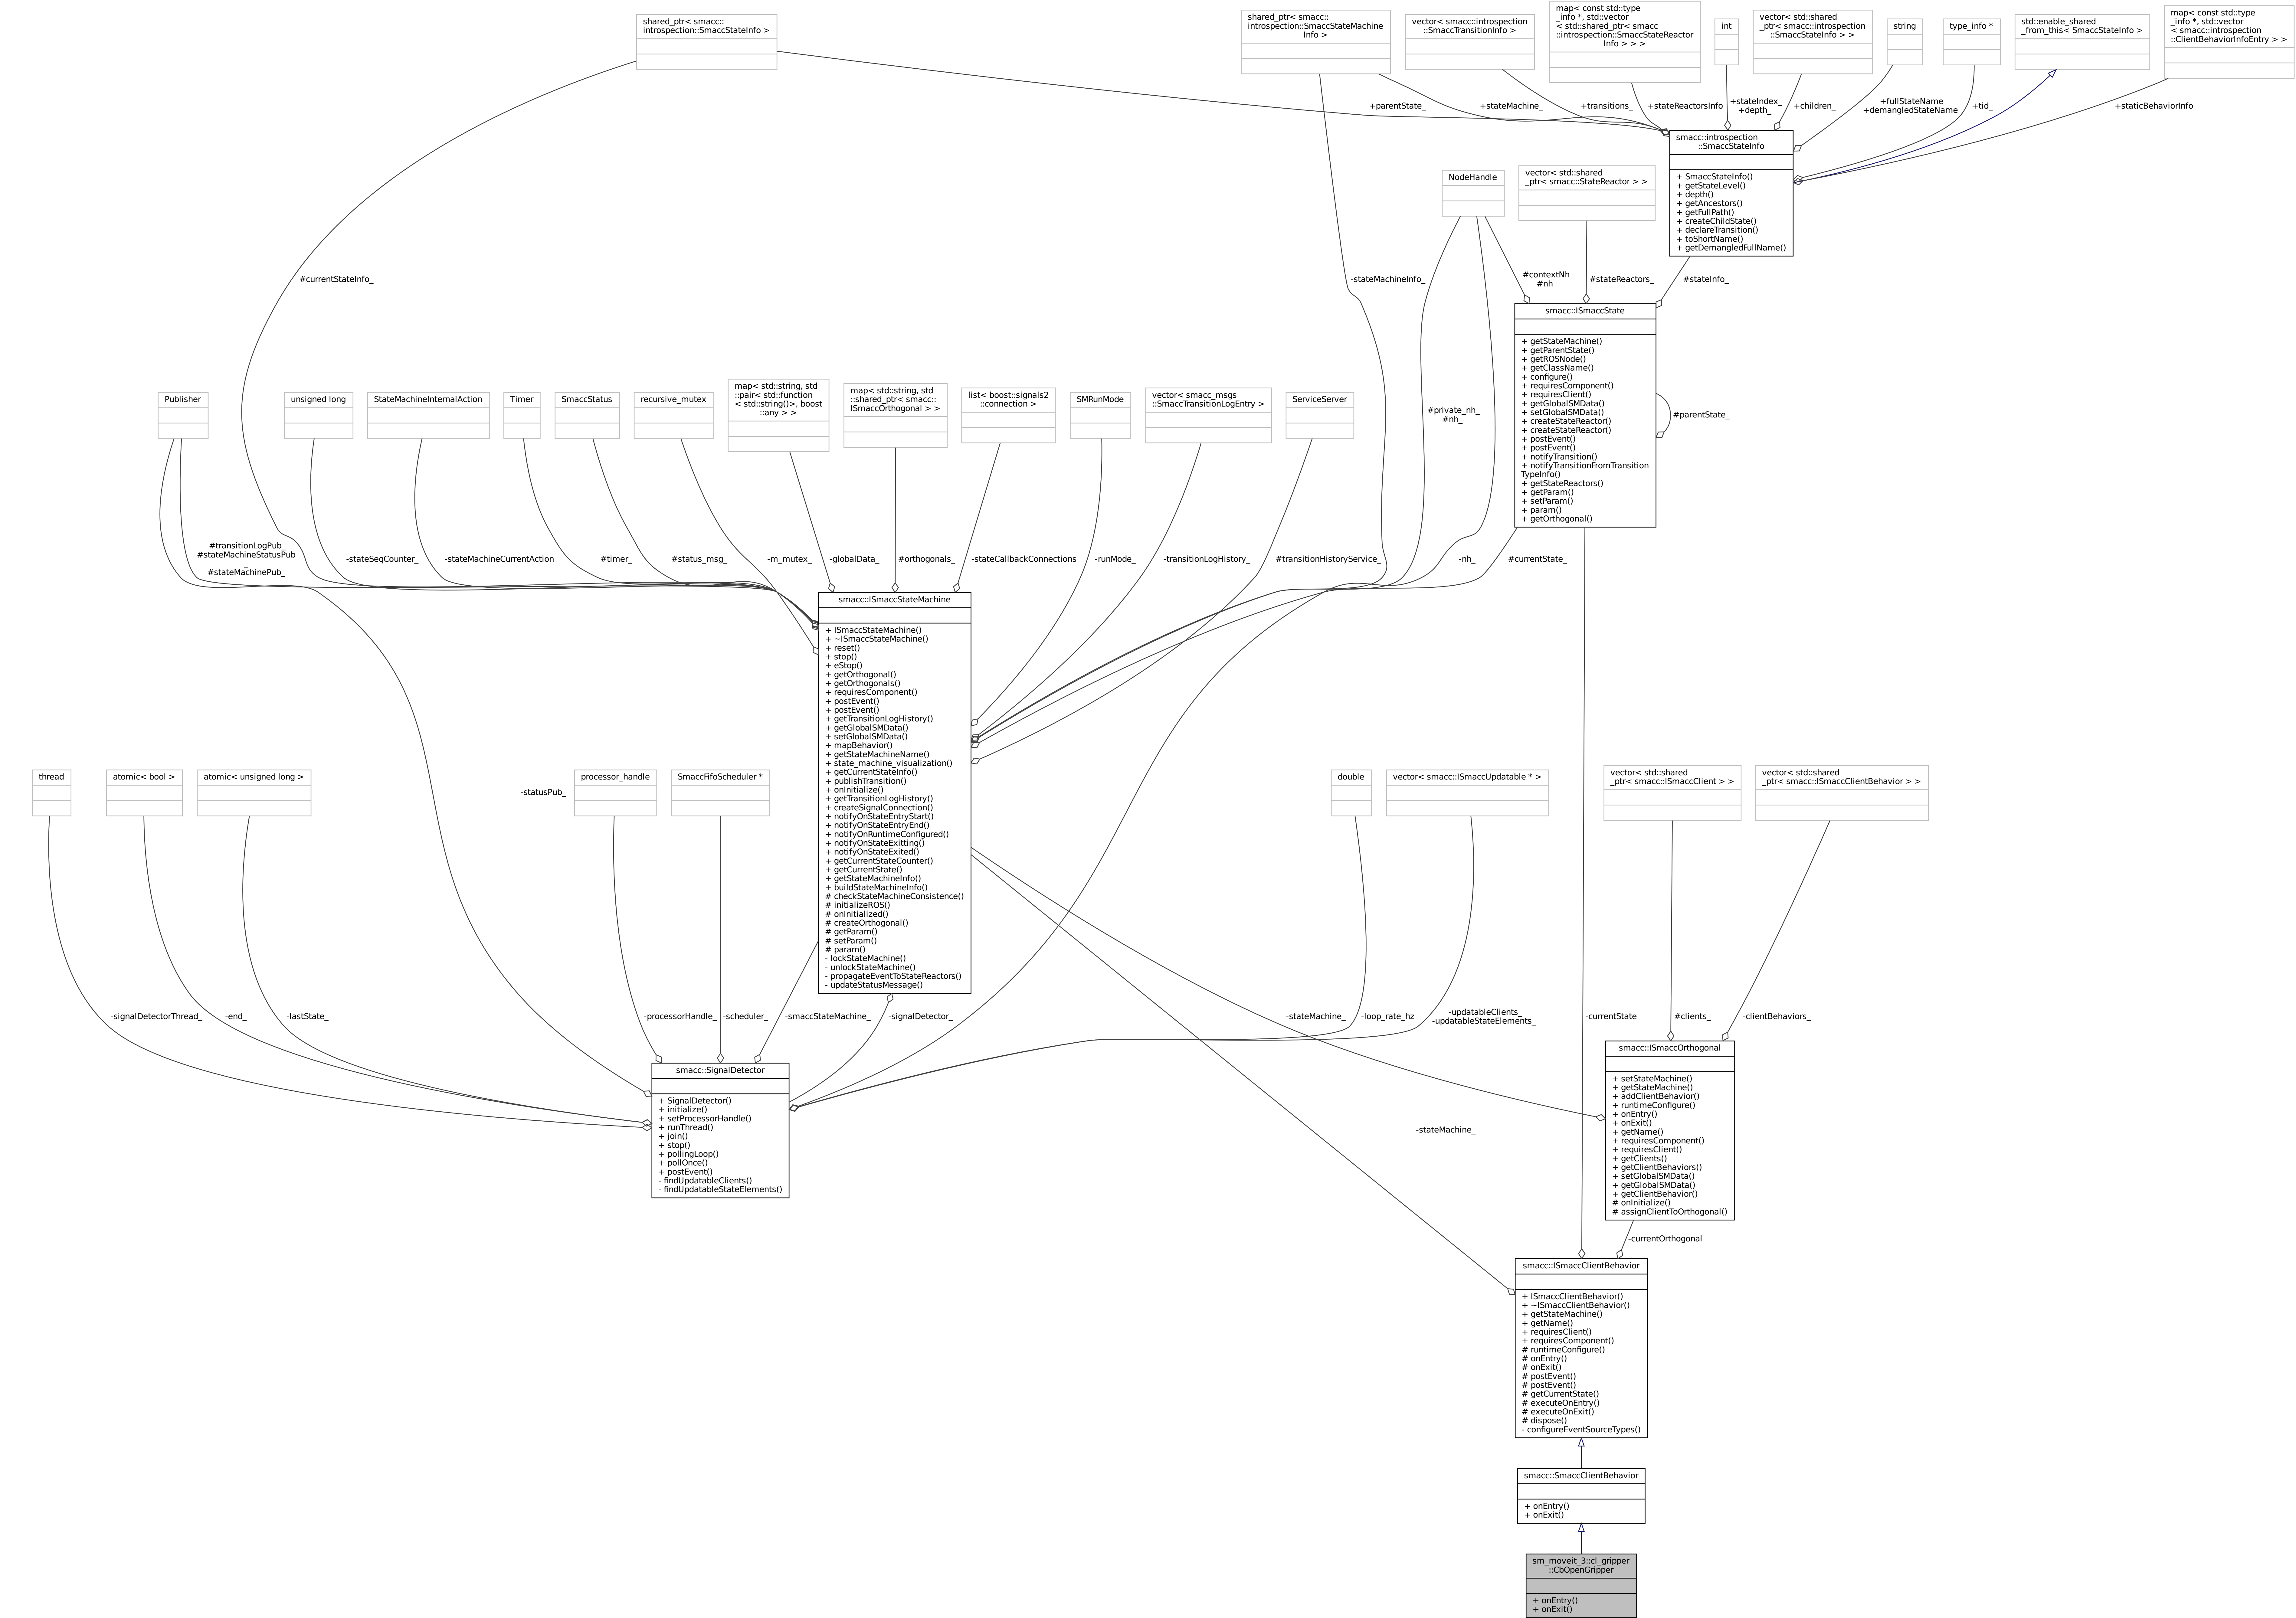 shared_ptr< smacc::
introspection::SmaccStateInfo >
shared_ptr< smacc::
introspection::SmaccStateMachine
Info >
vector< smacc::introspection
::SmaccTransitionInfo >
map< const std::type
_info *, std::vector
< std::shared_ptr< smacc
::introspection::SmaccStateReactor
Info > > >
int
vector< std::shared
_ptr< smacc::introspection
::SmaccStateInfo > >
string
type_info *
std::enable_shared
_from_this< SmaccStateInfo >
map< const std::type
_info *, std::vector
< smacc::introspection
::ClientBehaviorInfoEntry > >
+parentState_
+stateMachine_
+transitions_
+stateReactorsInfo
+stateIndex_
+depth_
+children_
+fullStateName
+demangledStateName
+tid_
+staticBehaviorInfo
smacc::introspection
::SmaccStateInfo
+ SmaccStateInfo()
+ getStateLevel()
+ depth()
+ getAncestors()
+ getFullPath()
+ createChildState()
+ declareTransition()
+ toShortName()
+ getDemangledFullName()
NodeHandle
vector< std::shared
_ptr< smacc::StateReactor > >
#currentStateInfo_
-stateMachineInfo_
#contextNh
#nh
#stateReactors_
#stateInfo_
smacc::ISmaccState
+ getStateMachine()
+ getParentState()
+ getROSNode()
+ getClassName()
+ configure()
+ requiresComponent()
+ requiresClient()
+ getGlobalSMData()
+ setGlobalSMData()
+ createStateReactor()
+ createStateReactor()
+ postEvent()
+ postEvent()
+ notifyTransition()
+ notifyTransitionFromTransition
TypeInfo()
+ getStateReactors()
+ getParam()
+ setParam()
+ param()
+ getOrthogonal()
#parentState_
#private_nh_
#nh_
Publisher
unsigned long
StateMachineInternalAction
Timer
SmaccStatus
recursive_mutex
map< std::string, std
::pair< std::function
< std::string()>, boost
::any > >
map< std::string, std
::shared_ptr< smacc::
ISmaccOrthogonal > >
list< boost::signals2
::connection >
SMRunMode
vector< smacc_msgs
::SmaccTransitionLogEntry >
ServiceServer
#transitionLogPub_
#stateMachineStatusPub
_
#stateMachinePub_
-stateSeqCounter_
-stateMachineCurrentAction
#timer_
#status_msg_
-m_mutex_
-globalData_
#orthogonals_
-stateCallbackConnections
-runMode_
-transitionLogHistory_
#transitionHistoryService_
-nh_
#currentState_
smacc::ISmaccStateMachine
+ ISmaccStateMachine()
+ ~ISmaccStateMachine()
+ reset()
+ stop()
+ eStop()
+ getOrthogonal()
+ getOrthogonals()
+ requiresComponent()
+ postEvent()
+ postEvent()
+ getTransitionLogHistory()
+ getGlobalSMData()
+ setGlobalSMData()
+ mapBehavior()
+ getStateMachineName()
+ state_machine_visualization()
+ getCurrentStateInfo()
+ publishTransition()
+ onInitialize()
+ getTransitionLogHistory()
+ createSignalConnection()
+ notifyOnStateEntryStart()
+ notifyOnStateEntryEnd()
+ notifyOnRuntimeConfigured()
+ notifyOnStateExitting()
+ notifyOnStateExited()
+ getCurrentStateCounter()
+ getCurrentState()
+ getStateMachineInfo()
+ buildStateMachineInfo()
# checkStateMachineConsistence()
# initializeROS()
# onInitialized()
# createOrthogonal()
# getParam()
# setParam()
# param()
- lockStateMachine()
- unlockStateMachine()
- propagateEventToStateReactors()
- updateStatusMessage()
thread
atomic< bool >
atomic< unsigned long >
-statusPub_
processor_handle
SmaccFifoScheduler *
double
vector< smacc::ISmaccUpdatable * >
vector< std::shared
_ptr< smacc::ISmaccClient > >
vector< std::shared
_ptr< smacc::ISmaccClientBehavior > >
-signalDetectorThread_
-end_
-lastState_
-processorHandle_
-scheduler_
-smaccStateMachine_
-signalDetector_
-stateMachine_
-loop_rate_hz
-updatableClients_
-updatableStateElements_
-currentState
#clients_
-clientBehaviors_
smacc::SignalDetector
+ SignalDetector()
+ initialize()
+ setProcessorHandle()
+ runThread()
+ join()
+ stop()
+ pollingLoop()
+ pollOnce()
+ postEvent()
- findUpdatableClients()
- findUpdatableStateElements()
smacc::ISmaccOrthogonal
+ setStateMachine()
+ getStateMachine()
+ addClientBehavior()
+ runtimeConfigure()
+ onEntry()
+ onExit()
+ getName()
+ requiresComponent()
+ requiresClient()
+ getClients()
+ getClientBehaviors()
+ setGlobalSMData()
+ getGlobalSMData()
+ getClientBehavior()
# onInitialize()
# assignClientToOrthogonal()
-stateMachine_
-currentOrthogonal
smacc::ISmaccClientBehavior
+ ISmaccClientBehavior()
+ ~ISmaccClientBehavior()
+ getStateMachine()
+ getName()
+ requiresClient()
+ requiresComponent()
# runtimeConfigure()
# onEntry()
# onExit()
# postEvent()
# postEvent()
# getCurrentState()
# executeOnEntry()
# executeOnExit()
# dispose()
- configureEventSourceTypes()
smacc::SmaccClientBehavior
+ onEntry()
+ onExit()
sm_moveit_3::cl_gripper
::CbOpenGripper
+ onEntry()
+ onExit()